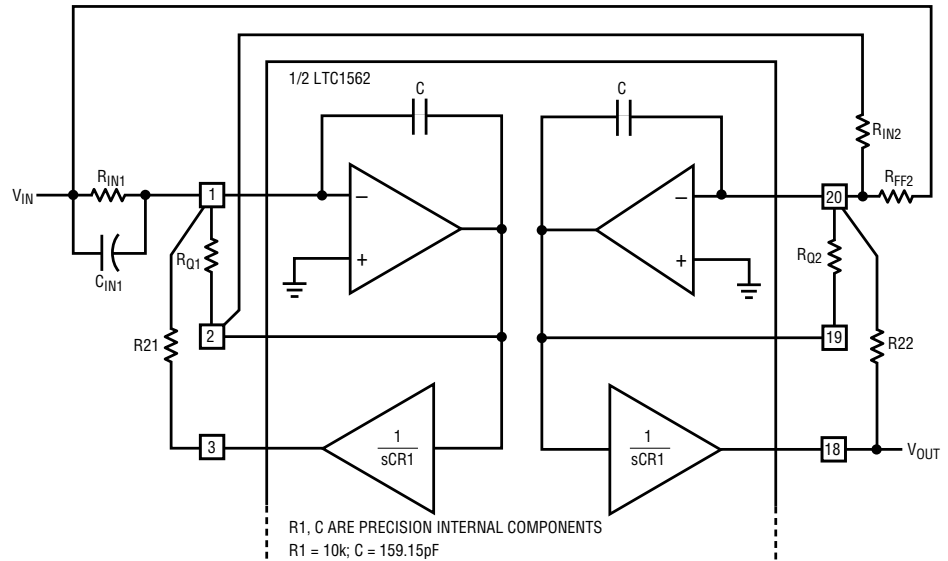 1/2 LTC1562
C
C
RIN2
RIN1
RFF2
VIN
1
–
–
20
RQ1
RQ2
CIN1
+
+
2
19
R21
R22
3
1
sCR1
1
sCR1
18
VOUT
R1, C ARE PRECISION INTERNAL COMPONENTS
R1 = 10k; C = 159.15pF